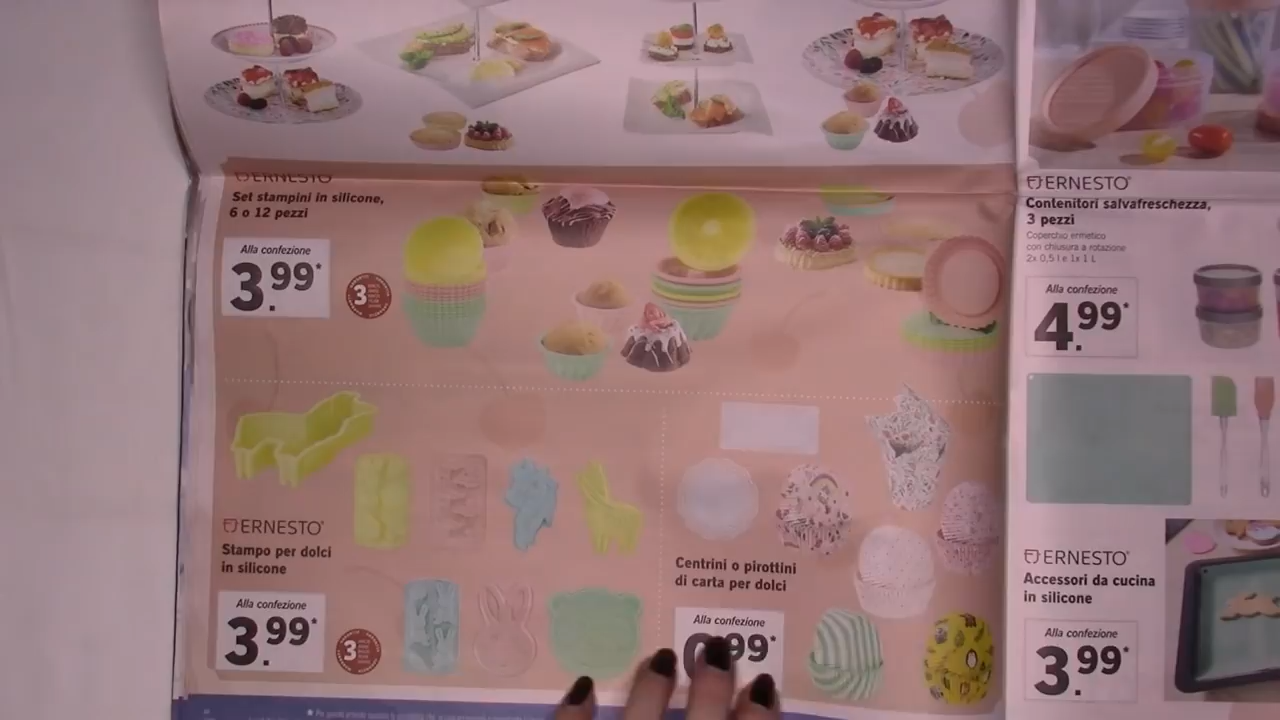 ERNESTO
Set stampini in silicone,
6 o 12 pezzi
Alla confezione
3.99*
3
ERNESTO®
Stampo per dolci
in silicone
Alla confezione
3.99*
3
Centrini o pirottini
di carta per dolci
Alla confezione
0.99*
ERNESTO®
Contenitori salvafreschezza,
3 pezzi
Coperchio ermetico
con chiusura a rotazione
2x 0,5 l e 1x 1 L
Alla confezione
4.99*
ERNESTO®
Accessori da cucina
in silicone
Alla confezione
3.99*